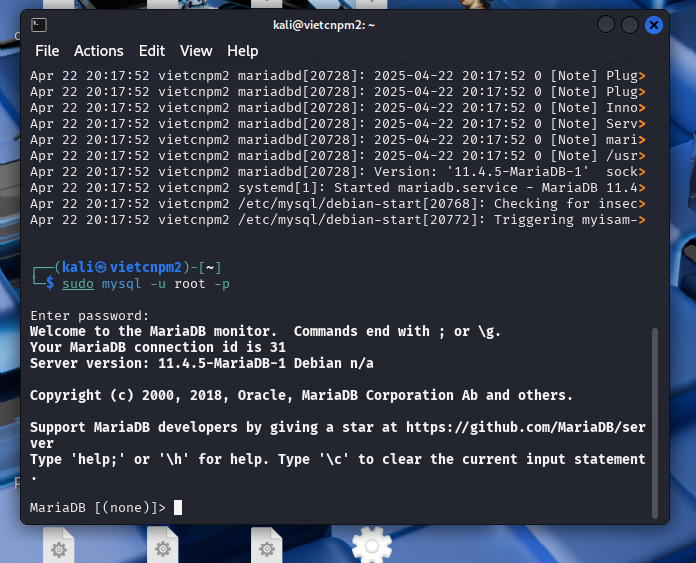 kali@vietcnpm2: ~
File Actions Edit View Help
Apr 22 20:17:52 vietcnpm2 mariadbd[20728]: 2025-04-22 20:17:52 0 [Note] Plug>
Apr 22 20:17:52 vietcnpm2 mariadbd[20728]: 2025-04-22 20:17:52 0 [Note] Plug>
Apr 22 20:17:52 vietcnpm2 mariadbd[20728]: 2025-04-22 20:17:52 0 [Note] Inno>
Apr 22 20:17:52 vietcnpm2 mariadbd[20728]: 2025-04-22 20:17:52 0 [Note] Serv>
Apr 22 20:17:52 vietcnpm2 mariadbd[20728]: 2025-04-22 20:17:52 0 [Note] mari>
Apr 22 20:17:52 vietcnpm2 mariadbd[20728]: 2025-04-22 20:17:52 0 [Note] /usr>
Apr 22 20:17:52 vietcnpm2 mariadbd[20728]: Version: '11.4.5-MariaDB-1'  sock>
Apr 22 20:17:52 vietcnpm2 systemd[1]: Started mariadb.service - MariaDB 11.4>
Apr 22 20:17:52 vietcnpm2 /etc/mysql/debian-start[20768]: Checking for insec>
Apr 22 20:17:52 vietcnpm2 /etc/mysql/debian-start[20772]: Triggering myisam->
┌──(kali㉿vietcnpm2)-[~]
└─$ sudo mysql -u root -p
Enter password:
Welcome to the MariaDB monitor.  Commands end with ; or \g.
Your MariaDB connection id is 31
Server version: 11.4.5-MariaDB-1 Debian n/a
Copyright (c) 2000, 2018, Oracle, MariaDB Corporation Ab and others.
Support MariaDB developers by giving a star at https://github.com/MariaDB/ser
ver
Type 'help;' or '\h' for help. Type '\c' to clear the current input statement
.
MariaDB [(none)]>